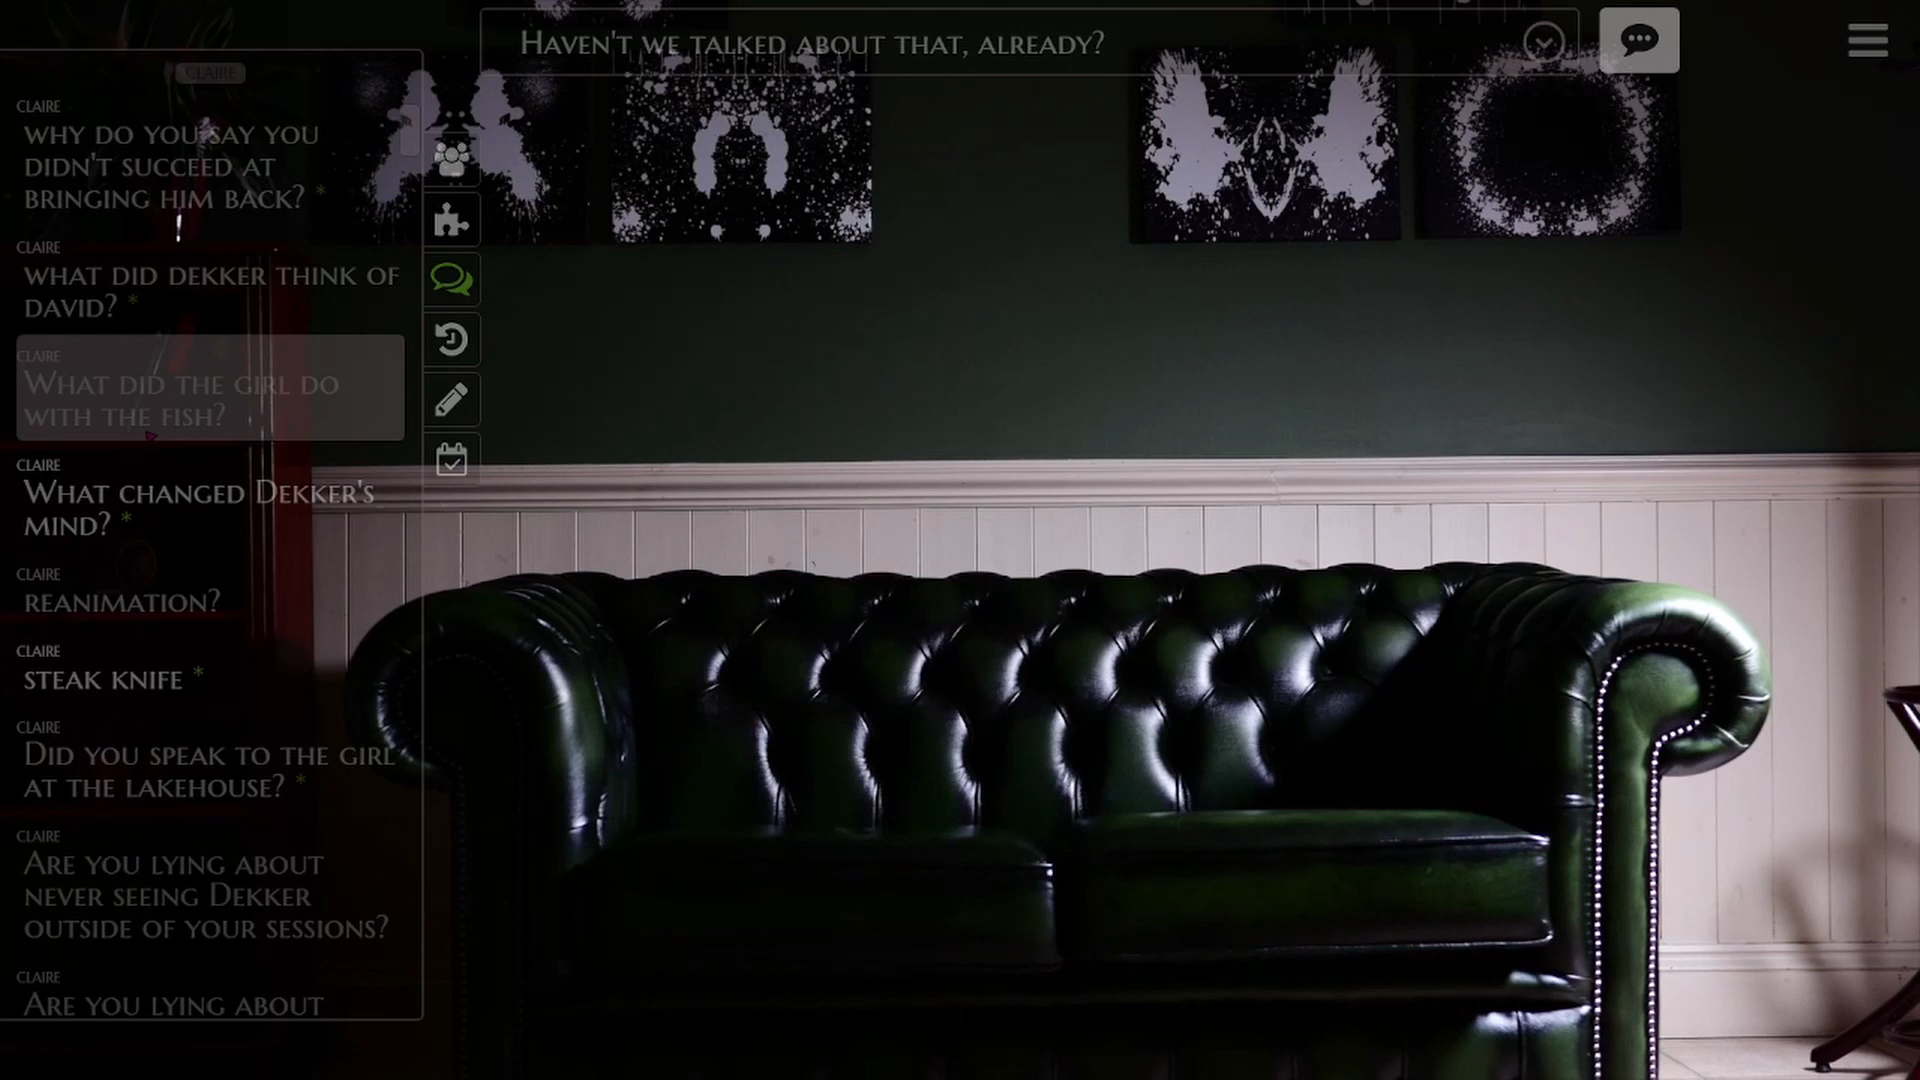 Haven't we talked about that, already?
CLAIRE
CLAIRE
WHY DO YOU SAY YOU
DIDN'T SUCCEED AT
BRINGING HIM BACK? *
CLAIRE
WHAT DID DEKKER THINK OF
DAVID? *
CLAIRE
What did the girl do
with the fish?
CLAIRE
What changed Dekker's
mind? *
CLAIRE
REANIMATION?
CLAIRE
STEAK KNIFE *
CLAIRE
Did you speak to the girl
at the lakehouse? *
CLAIRE
Are you lying about
never seeing Dekker
outside of your sessions?
CLAIRE
Are you lying about